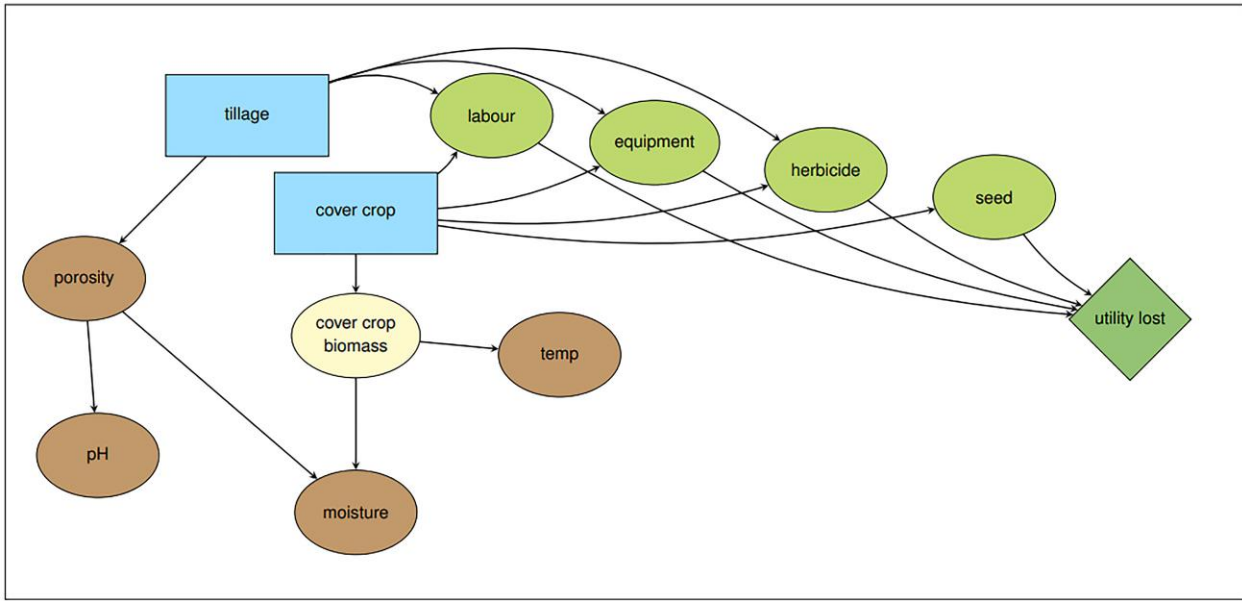 tillage
labour
equipment
herbicide
seed
cover crop
porosity
cover crop
biomass
temp
utility lost
pH
moisture